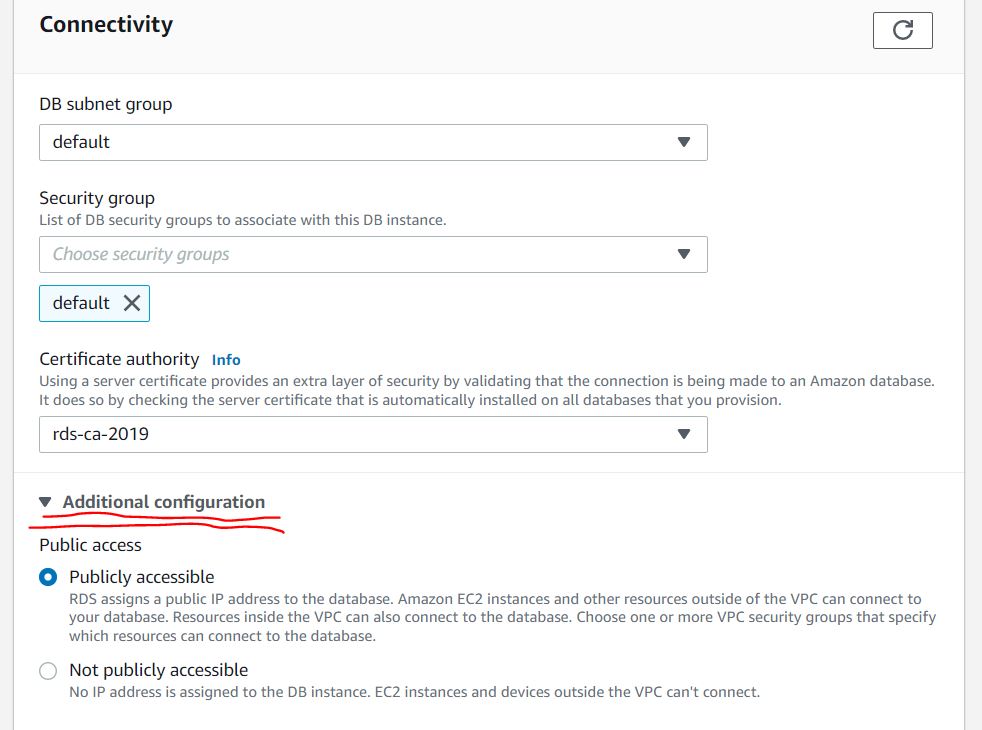 Connectivity
DB subnet group
default
Security group
List of DB security groups to associate with this DB instance.
Choose security groups
default
Certificate authority Info
Using a server certificate provides an extra layer of security by validating that the connection is being made to an Amazon database.
It does so by checking the server certificate that is automatically installed on all databases that you provision.
rds-ca-2019
Additional configuration
Public access
Publicly accessible
RDS assigns a public IP address to the database. Amazon EC2 instances and other resources outside of the VPC can connect to
your database. Resources inside the VPC can also connect to the database. Choose one or more VPC security groups that specify
which resources can connect to the database.
Not publicly accessible
No IP address is assigned to the DB instance. EC2 instances and devices outside the VPC can't connect.